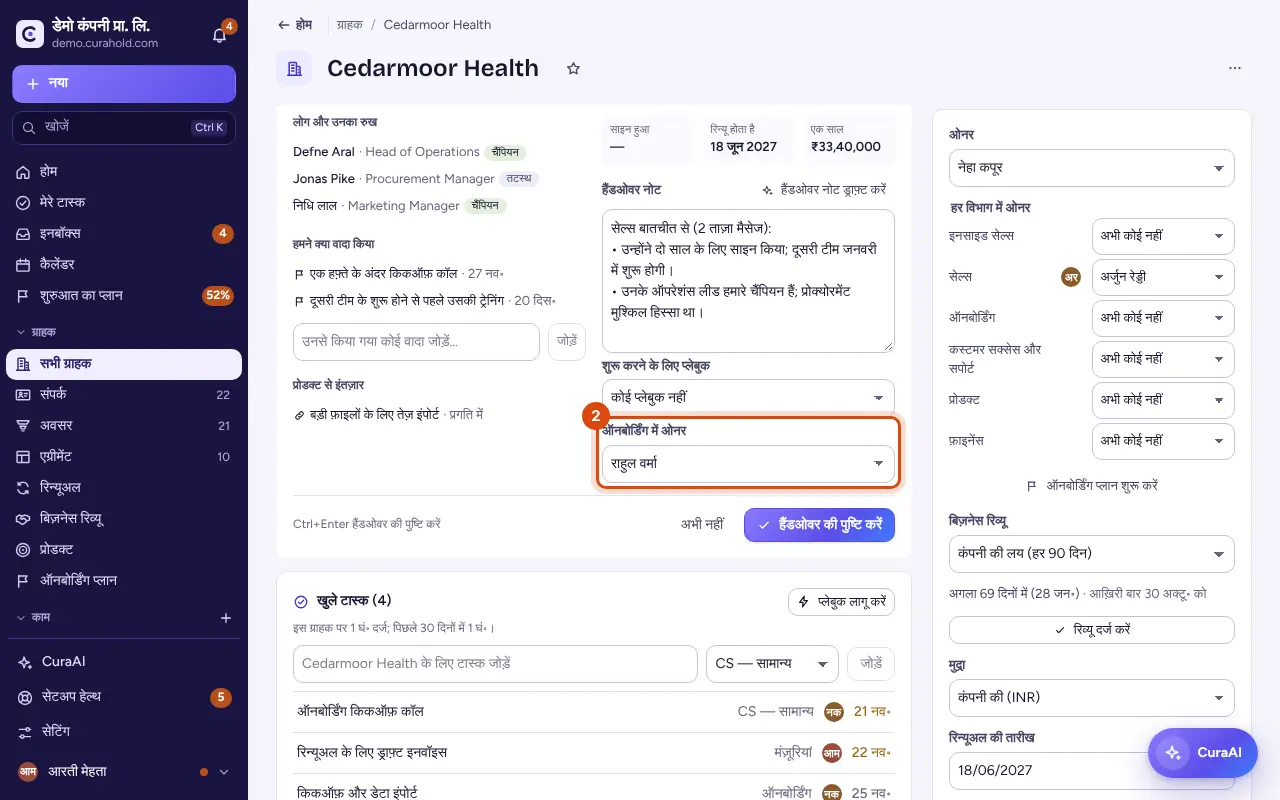 डेमो कंपनी प्रा. लि.
demo.curahold.com
4
नया
खोजें
Ctrl K
होम
मेरे टास्क
इनबॉक्स
4
कैलेंडर
शुरुआत का प्लान
52%
ग्राहक
सभी ग्राहक
संपर्क
22
अवसर
21
एग्रीमेंट
10
रिन्यूअल
बिज़नेस रिव्यू
प्रोडक्ट
ऑनबोर्डिंग प्लान
काम
CuraAI
सेटअप हेल्थ
5
सेटिंग
आम
आरती मेहता
होम
ग्राहक / Cedarmoor Health
Cedarmoor Health
लोग और उनका रुख
Defne Aral · Head of Operations चैंपियन
Jonas Pike · Procurement Manager तटस्थ
निधि लाल · Marketing Manager चैंपियन
हमने क्या वादा किया
एक हफ़्ते के अंदर किकऑफ़ कॉल · 27 नव॰
दूसरी टीम के शुरू होने से पहले उसकी ट्रेनिंग · 20 दिस॰
उनसे किया गया कोई वादा जोड़ें...
जोड़ें
प्रोडक्ट से इंतज़ार
बड़ी फ़ाइलों के लिए तेज़ इंपोर्ट · प्रगति में
साइन हुआ
—
रिन्यू होता है
18 जून 2027
एक साल
₹33,40,000
हैंडओवर नोट
हैंडओवर नोट ड्राफ़्ट करें
सेल्स बातचीत से (2 ताज़ा मैसेज):
• उन्होंने दो साल के लिए साइन किया; दूसरी टीम जनवरी
में शुरू होगी।
• उनके ऑपरेशंस लीड हमारे चैंपियन हैं; प्रोक्योरमेंट
मुश्किल हिस्सा था।
शुरू करने के लिए प्लेबुक
कोई प्लेबुक नहीं
2
ऑनबोर्डिंग में ओनर
राहुल वर्मा
Ctrl+Enter हैंडओवर की पुष्टि करें
अभी नहीं
हैंडओवर की पुष्टि करें
खुले टास्क (4)
प्लेबुक लागू करें
इस ग्राहक पर 1 घं॰ दर्ज; पिछले 30 दिनों में 1 घं॰।
Cedarmoor Health के लिए टास्क जोड़ें
CS — सामान्य
जोड़ें
ऑनबोर्डिंग किकऑफ़ कॉल
CS — सामान्य
नक
21 नव॰
रिन्यूअल के लिए ड्राफ़्ट इनवॉइस
मंज़ूरियां
आम
22 नव॰
किकऑफ़ और डेटा इंपोर्ट
ऑनबोर्डिंग
नक
25 नव॰
ओनर
नेहा कपूर
हर विभाग में ओनर
इनसाइड सेल्स
अभी कोई नहीं
सेल्स
अर
अर्जुन रेड्डी
ऑनबोर्डिंग
अभी कोई नहीं
कस्टमर सक्सेस और
सपोर्ट
अभी कोई नहीं
प्रोडक्ट
अभी कोई नहीं
फ़ाइनेंस
अभी कोई नहीं
ऑनबोर्डिंग प्लान शुरू करें
बिज़नेस रिव्यू
कंपनी की लय (हर 90 दिन)
अगला 69 दिनों में (28 जन॰) · आख़िरी बार 30 अक्टू॰ को
रिव्यू दर्ज करें
मुद्रा
कंपनी की (INR)
रिन्यूअल की तारीख
18/06/2027
CuraAI